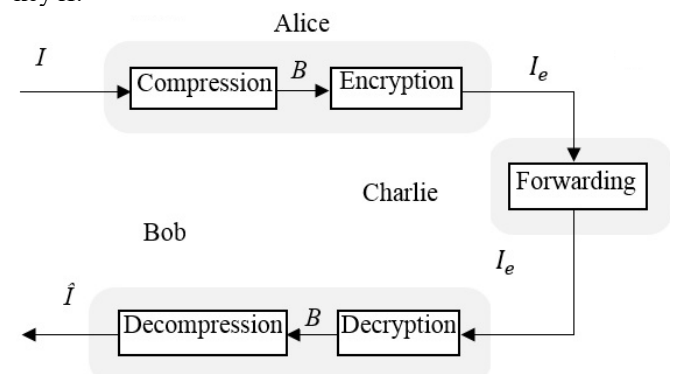 Alice
I
Compression
B
Encryption
I_e
Forwarding
Charlie
Bob
I_e
Î
Decompression
B
Decryption